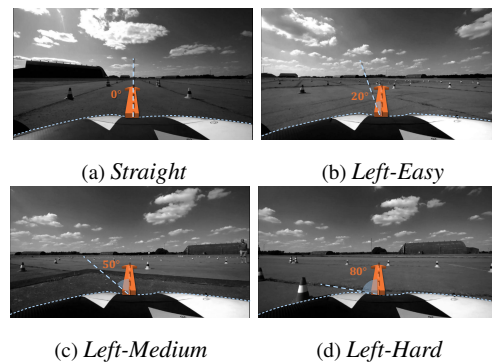 0°
20°
(a) Straight
(b) Left-Easy
50°
80°
(c) Left-Medium
(d) Left-Hard